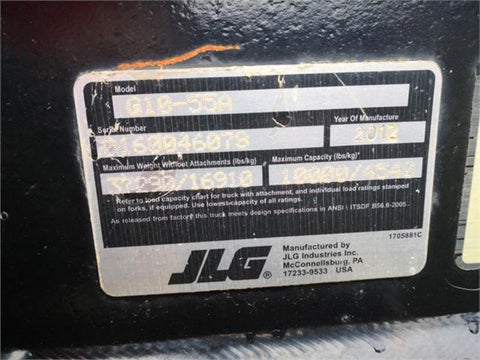 Model
G10-55A
Serial Number Year Of Manufacture
0160046078 2012
Maximum Weight Without Attachments (lbs/kg) Maximum Capacity (lbs/kg)*
/16910 10000/
* Refer to load capacity chart for truck with attachment, and individual load ratings stamped
on forks, if equipped. Use lowest capacity of all ratings.
As released from factory, this truck meets design specifications in ANSI \ ITSDF B56.6-2005.
1705881C
JLG
Manufactured by
JLG Industries Inc.
McConnellsburg, PA
17233-9533 USA